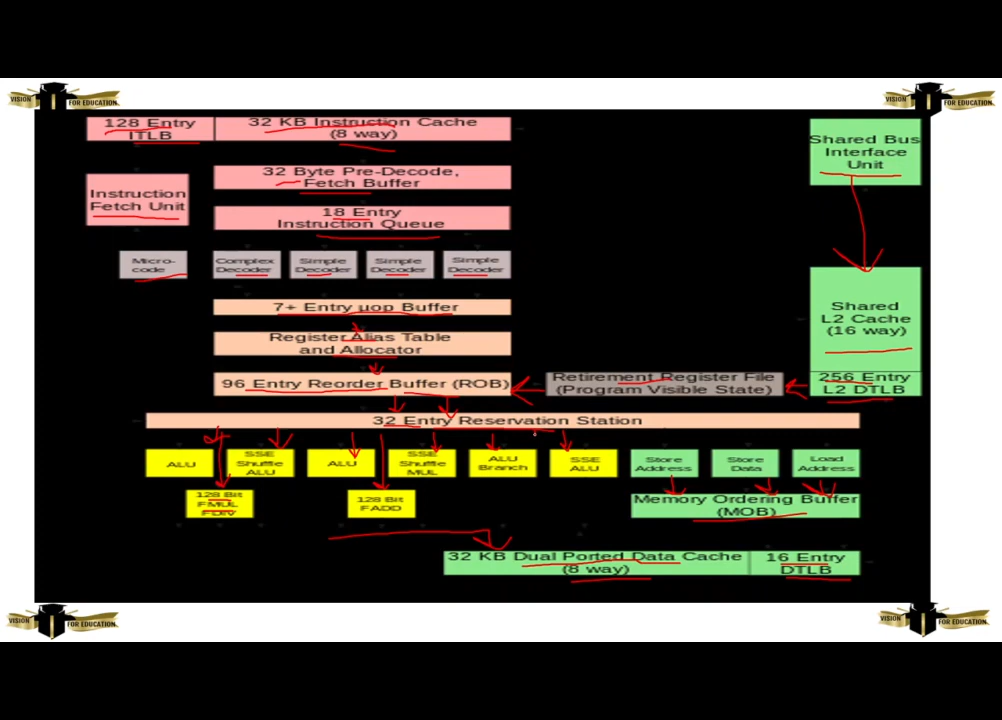 VISION FOR EDUCATION
VISION FOR EDUCATION
128 Entry
ITLB
32 KB Instruction Cache
(8 way)
Shared Bus
Interface
Unit
32 Byte Pre-Decode,
Fetch Buffer
Instruction
Fetch Unit
18 Entry
Instruction Queue
Micro-
code
Complex
Decoder
Simple
Decoder
Simple
Decoder
Simple
Decoder
7+ Entry µop Buffer
Register Alias Table
and Allocator
Shared
L2 Cache
(16 way)
96 Entry Reorder Buffer (ROB)
Retirement Register File
(Program Visible State)
256 Entry
L2 DTLB
32 Entry Reservation Station
ALU
SSE
Shuffle
ALU
ALU
SSE
Shuffle
MUL
ALU
Branch
SSE
ALU
Store
Address
Store
Data
Load
Address
128 Bit
FMUL
FDIV
128 Bit
FADD
Memory Ordering Buffer
(MOB)
32 KB Dual Ported Data Cache
(8 way)
16 Entry
DTLB
VISION FOR EDUCATION
VISION FOR EDUCATION